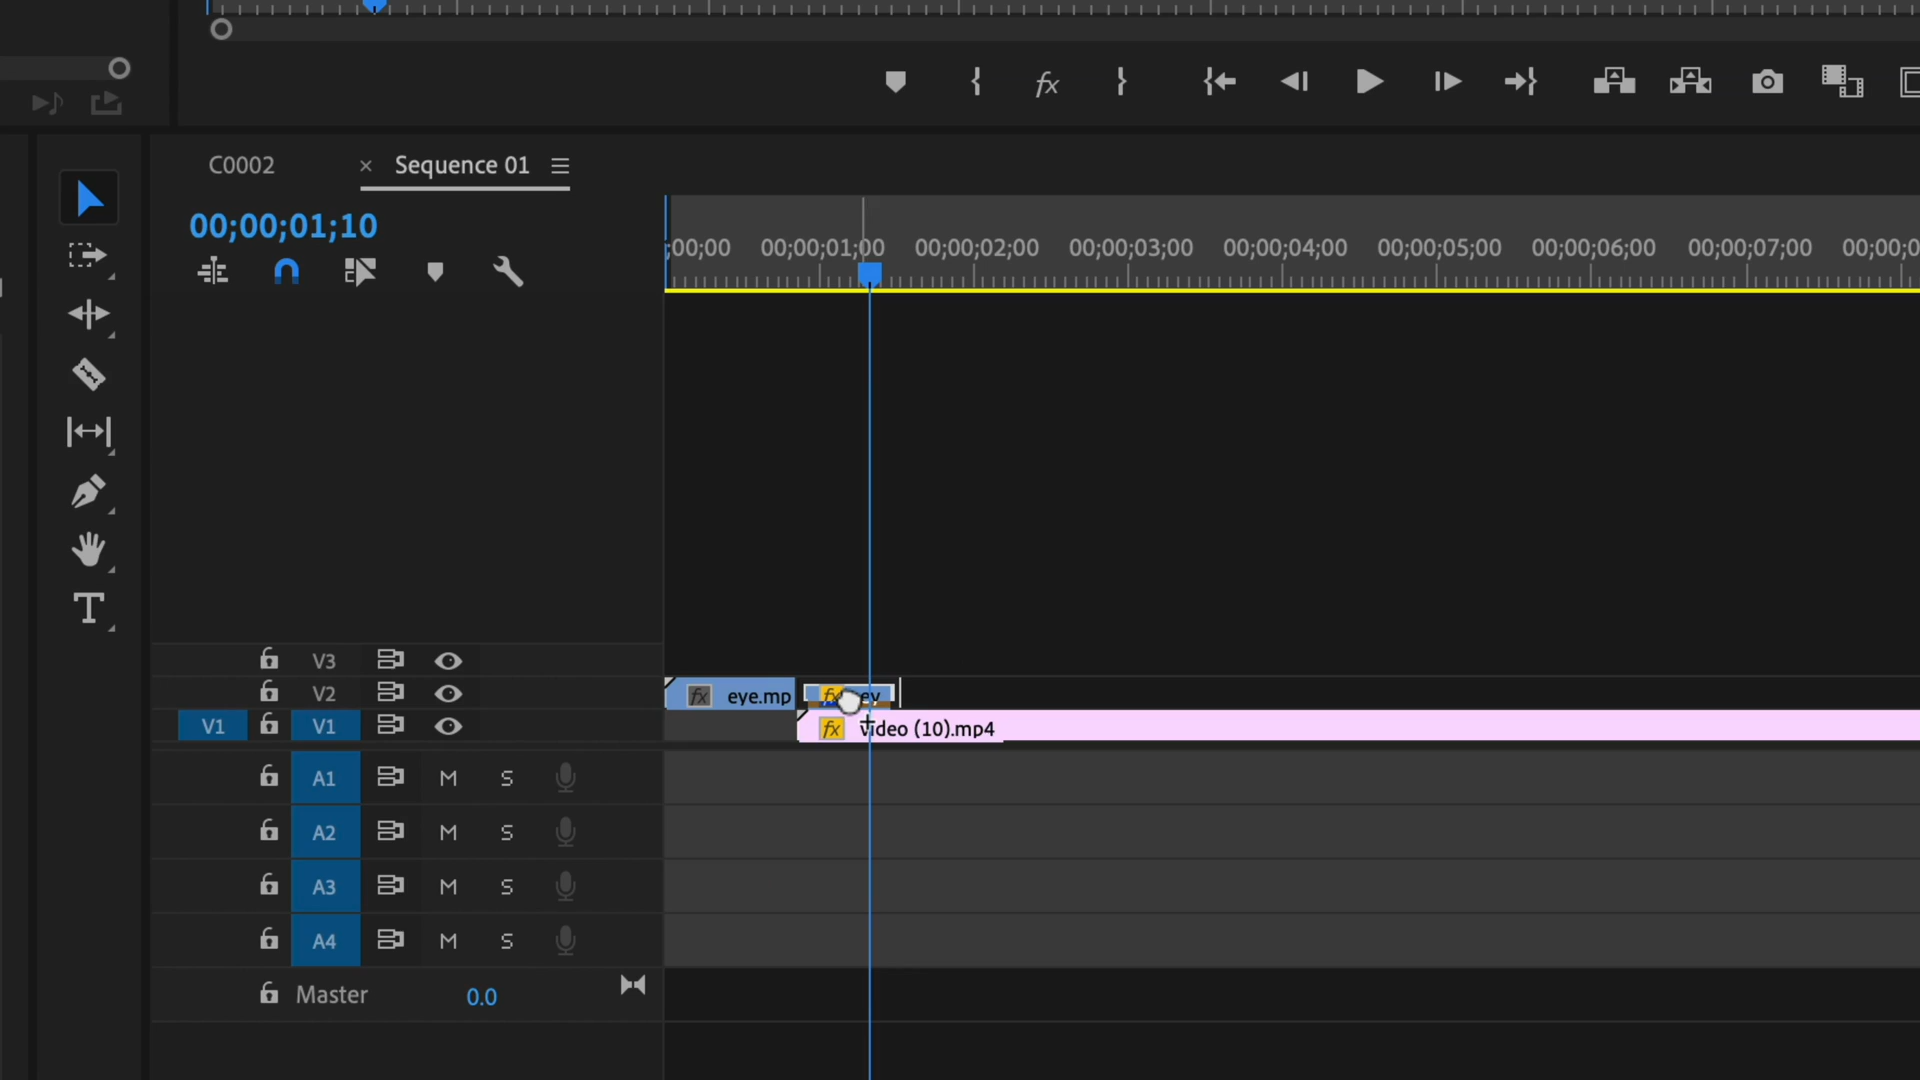 C0002
× Sequence 01
00;00;01;10
;00;00 00;00;01;00 00;00;02;00 00;00;03;00 00;00;04;00 00;00;05;00 00;00;06;00 00;00;07;00 00;00;0
fx
T
V3
V2
fx eye.mp fx ey
V1 V1
fx video (10).mp4
A1 M S
A2 M S
A3 M S
A4 M S
Master 0.0